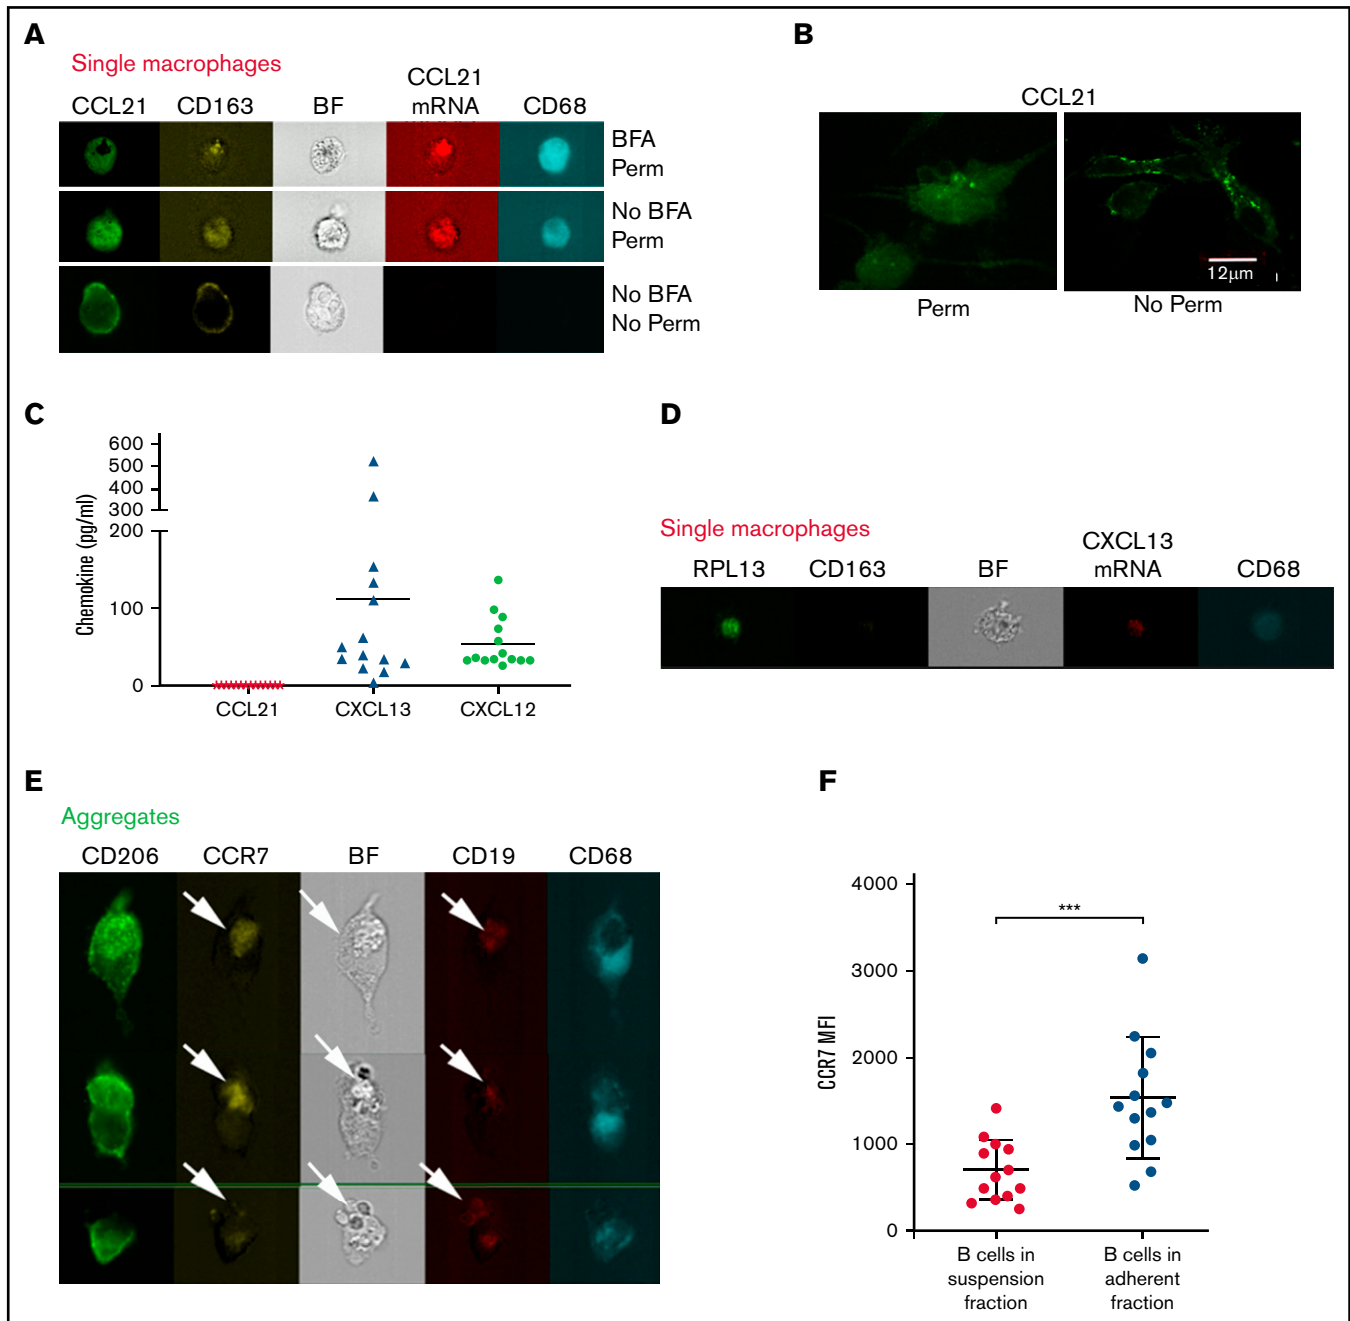 A
Single macrophages
CCL21 CD163 BF CCL21 mRNA CD68
BFA
Perm
No BFA
Perm
No BFA
No Perm
B
CCL21
12µm
Perm No Perm
C
Chemokine (pg/ml)
600
500
400
300
200
100
0
CCL21 CXCL13 CXCL12
D
Single macrophages
RPL13 CD163 BF CXCL13 mRNA CD68
E
Aggregates
CD206 CCR7 BF CD19 CD68
F
CCR7 MFI
4000
3000
2000
1000
0
***
B cells in
suspension
fraction
B cells in
adherent
fraction